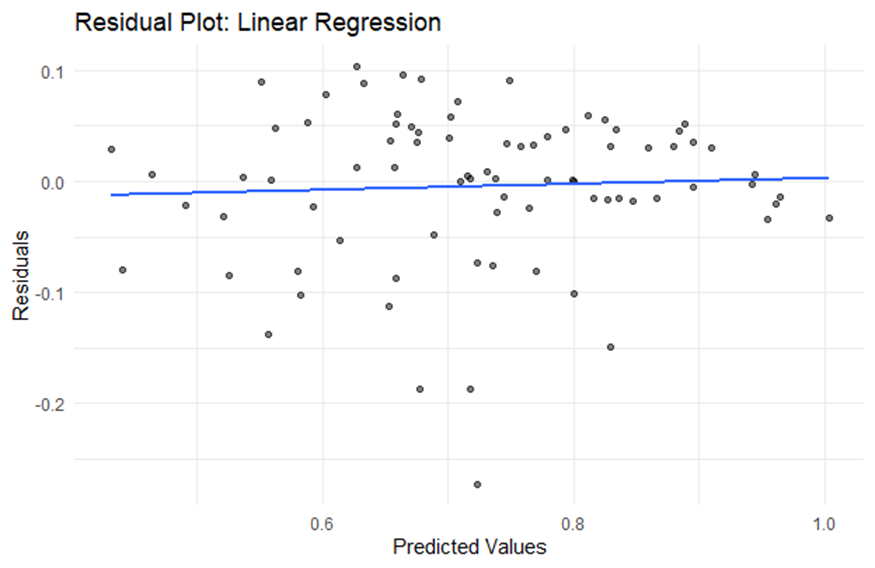 Residual Plot: Linear Regression
0.1
0.0
-0.1
-0.2
Residuals
0.6 0.8 1.0
Predicted Values